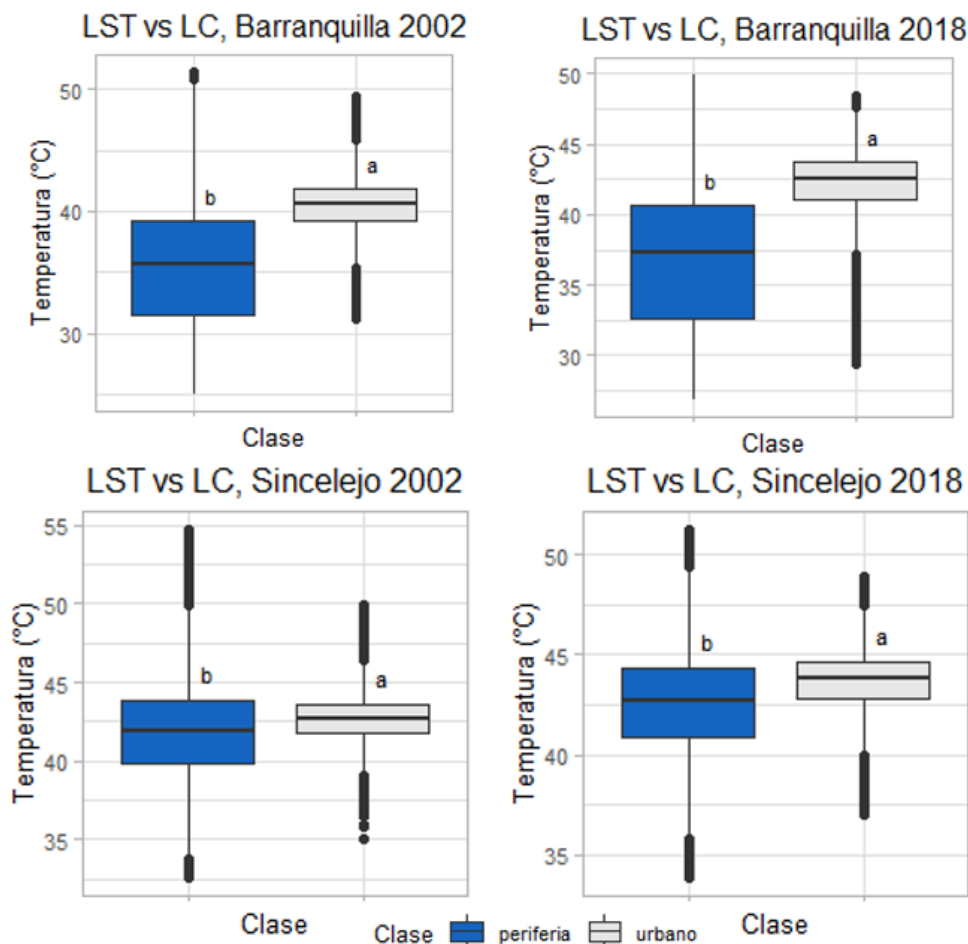 LST vs LC, Barranquilla 2002
Temperatura (°C)
50
40
30
b
a
Clase
LST vs LC, Barranquilla 2018
Temperatura (°C)
50
45
40
35
30
b
a
Clase
LST vs LC, Sincelejo 2002
Temperatura (°C)
55
50
45
40
35
b
a
Clase
LST vs LC, Sincelejo 2018
Temperatura (°C)
50
45
40
35
b
a
Clase
Clase periferia urbano